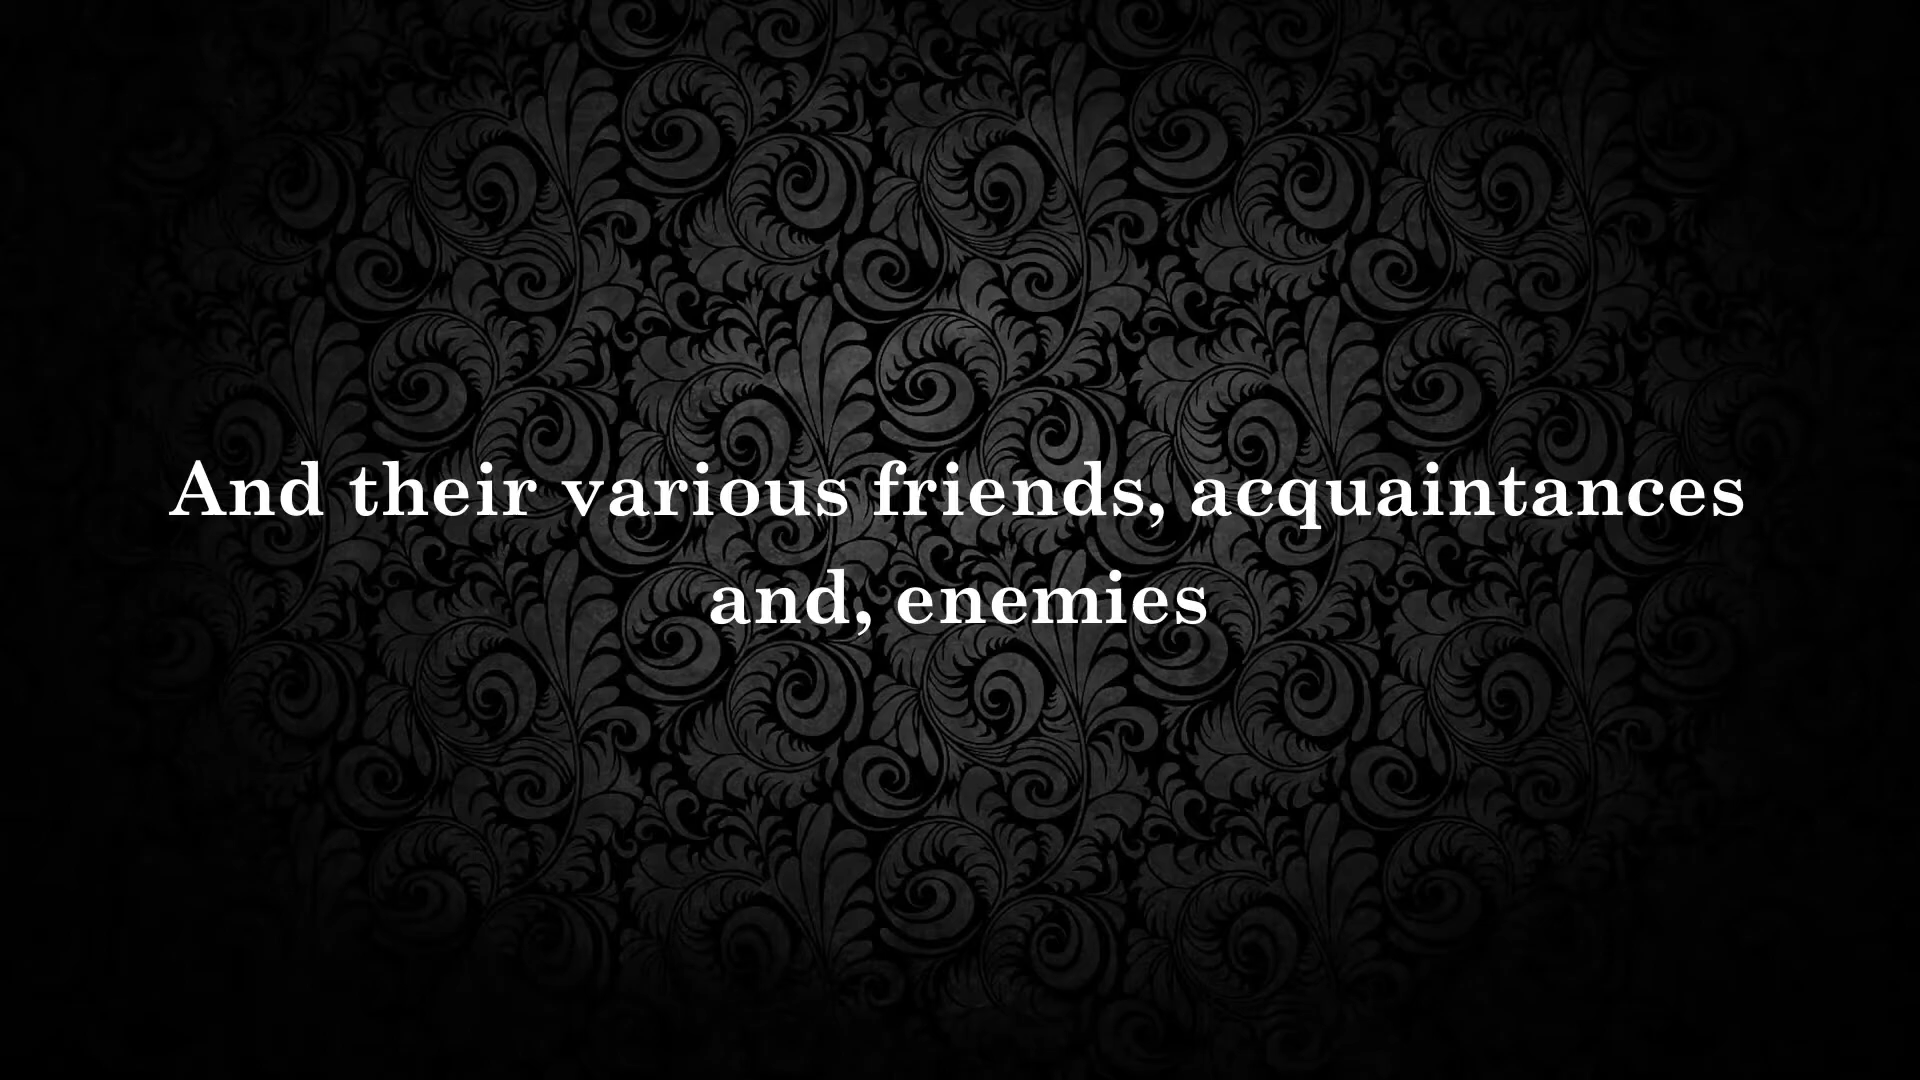 And their various friends, acquaintances
and, enemies